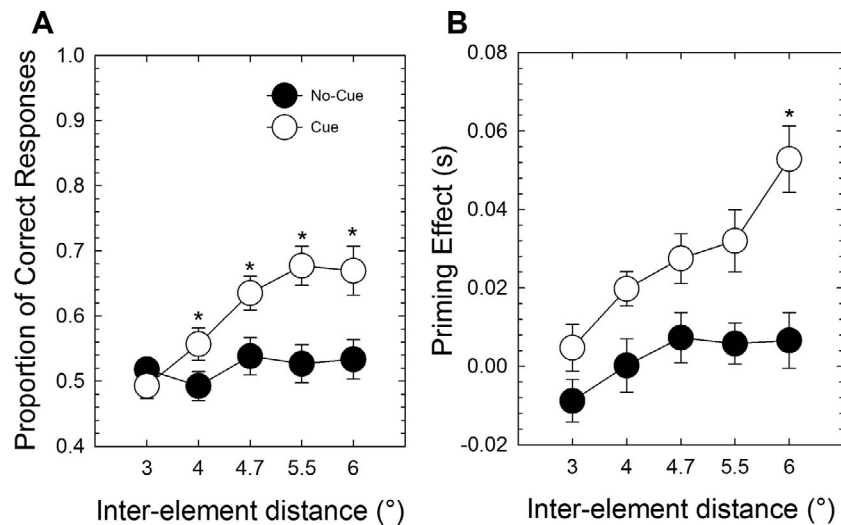 A
Proportion of Correct Responses
1.0
0.9
0.8
0.7
0.6
0.5
0.4
No-Cue
Cue
*
*
*
*
3 4 4.7 5.5 6
Inter-element distance (°)
B
Priming Effect (s)
0.08
0.06
0.04
0.02
0.00
-0.02
*
3 4 4.7 5.5 6
Inter-element distance (°)